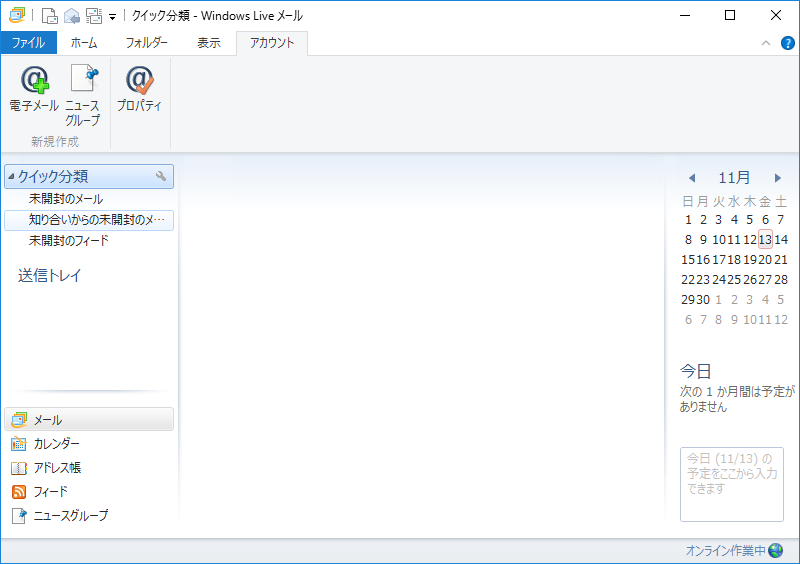 クイック分類 - Windows Live メール
ファイル ホーム フォルダー 表示 アカウント
電子メール ニュースグループ プロパティ
新規作成
クイック分類
未開封のメール
知り合いからの未開封のメ…
未開封のフィード
送信トレイ
メール
カレンダー
アドレス帳
フィード
ニュースグループ
11月
日 月 火 水 木 金 土
1 2 3 4 5 6 7
8 9 10 11 12 13 14
15 16 17 18 19 20 21
22 23 24 25 26 27 28
29 30 1 2 3 4 5
6 7 8 9 10 11 12
今日
次の 1 か月間は予定が
ありません
今日 (11/13) の
予定をここから入力
できます
オンライン作業中